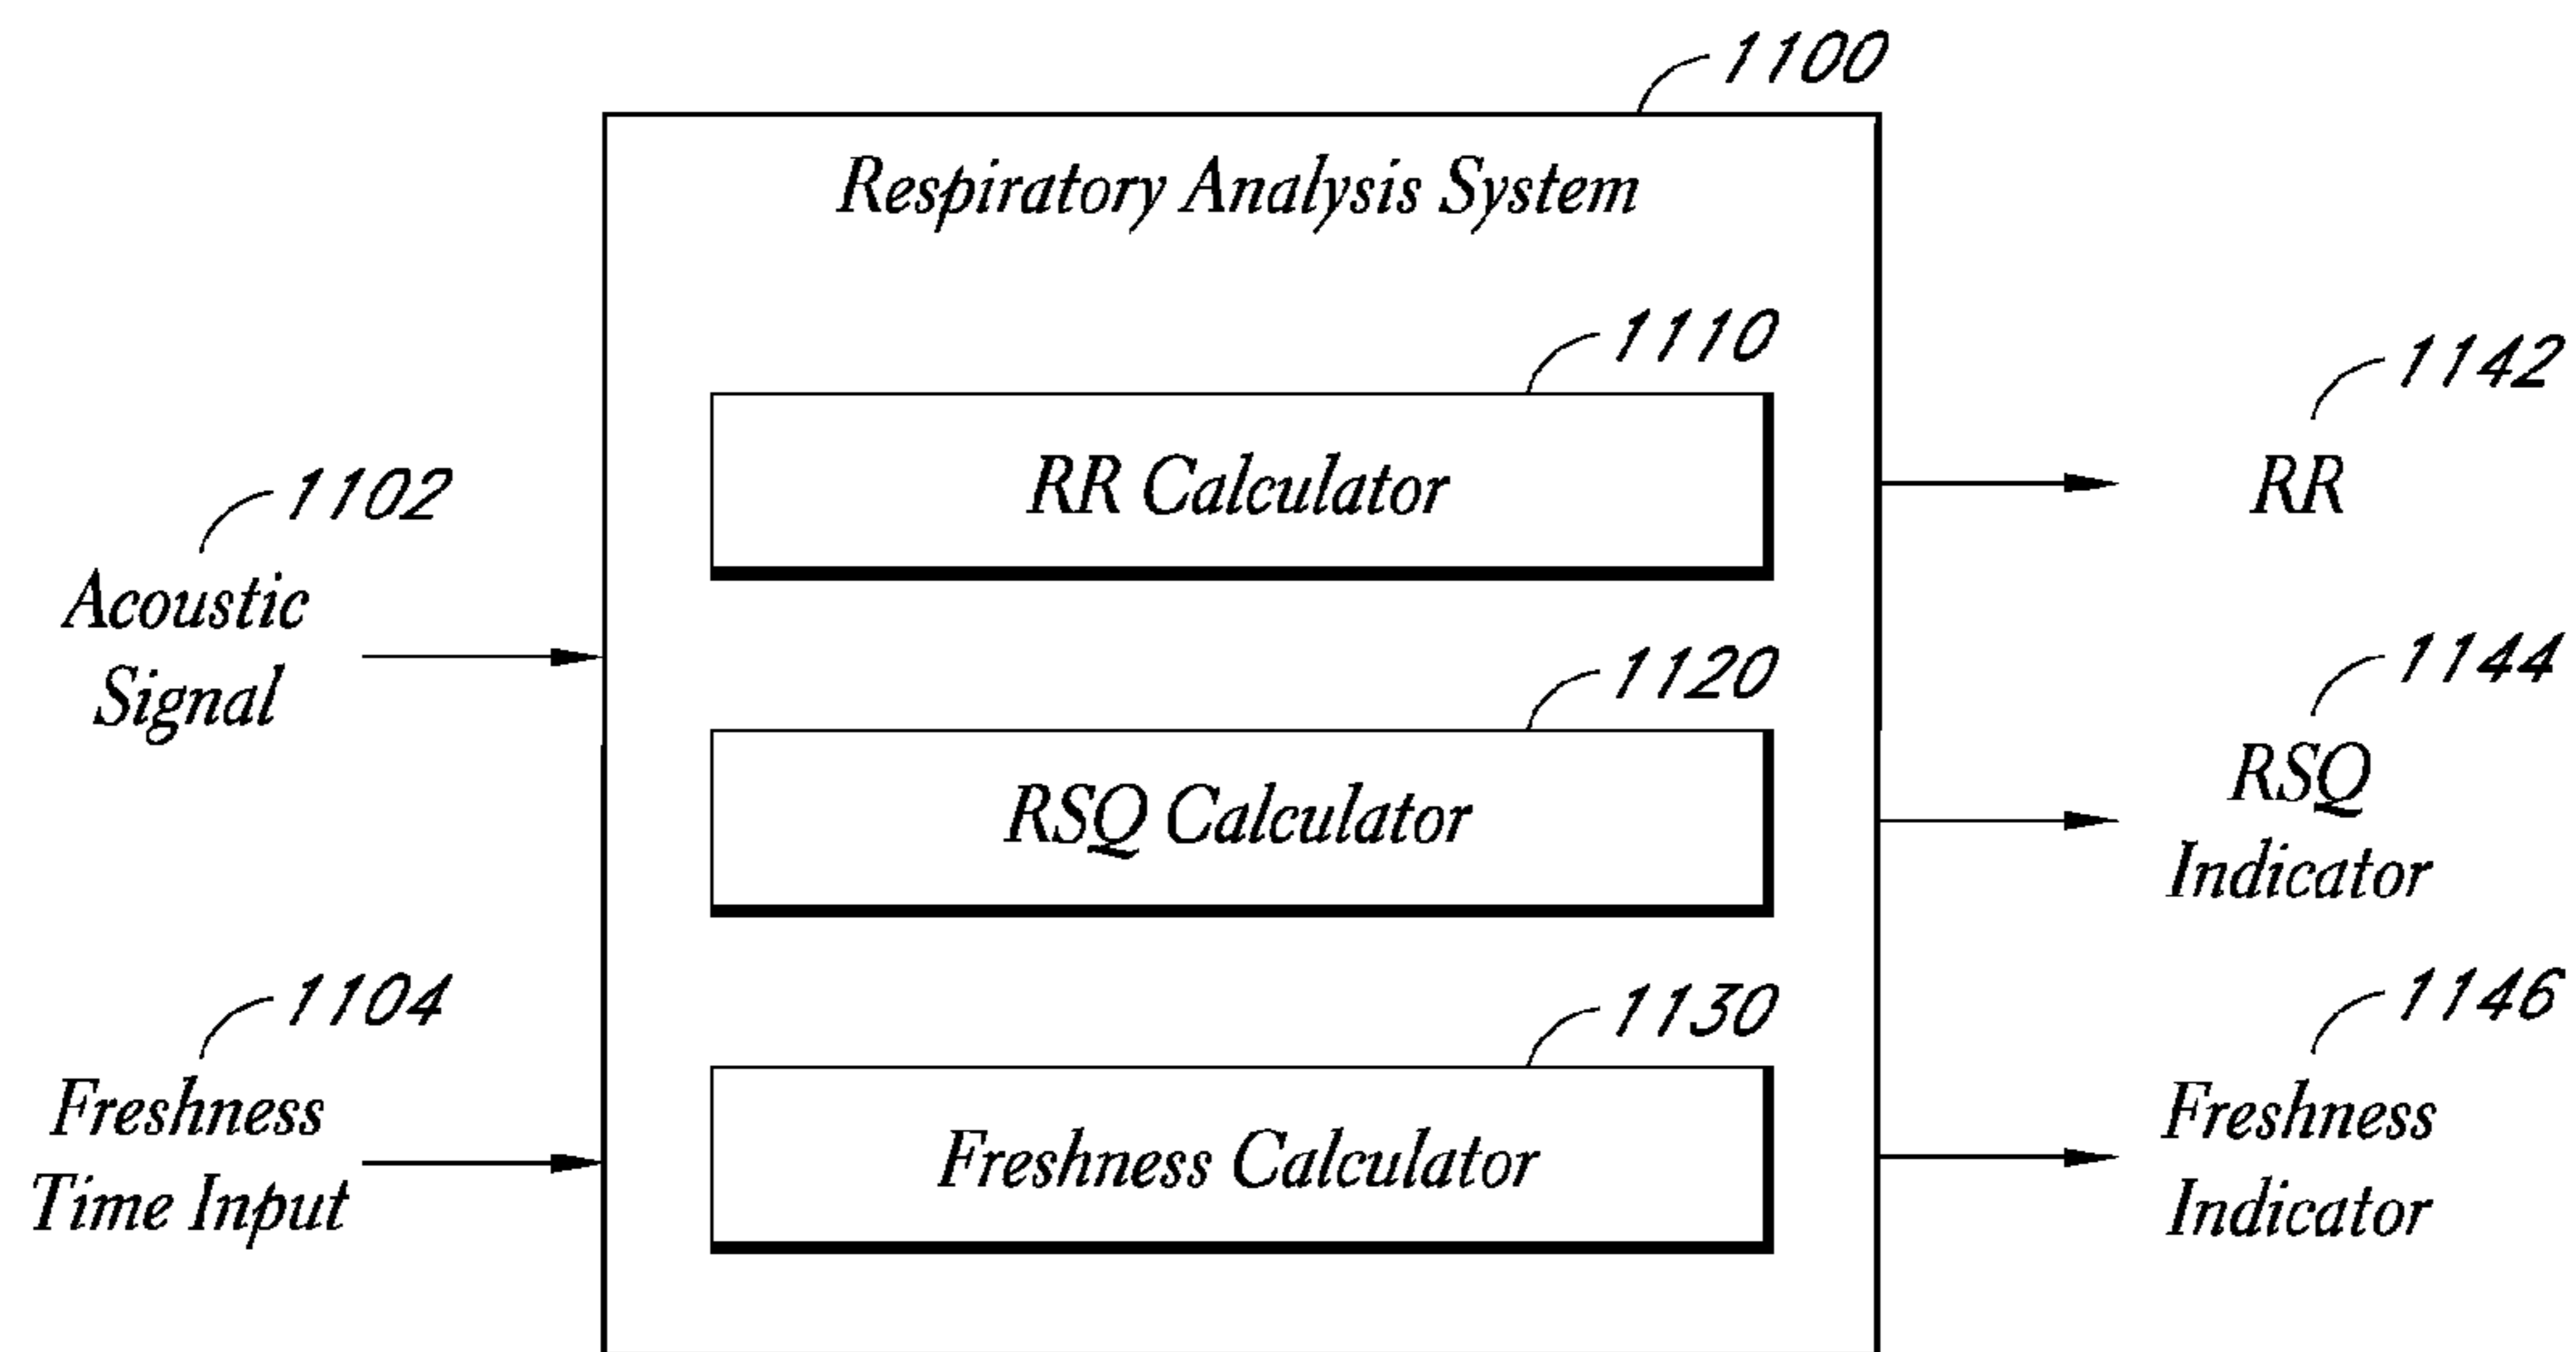 1100
Respiratory Analysis System
1110
RR Calculator
1142
RR
1102
Acoustic
Signal
1120
RSQ Calculator
1144
RSQ
Indicator
1104
Freshness
Time Input
1130
Freshness Calculator
1146
Freshness
Indicator